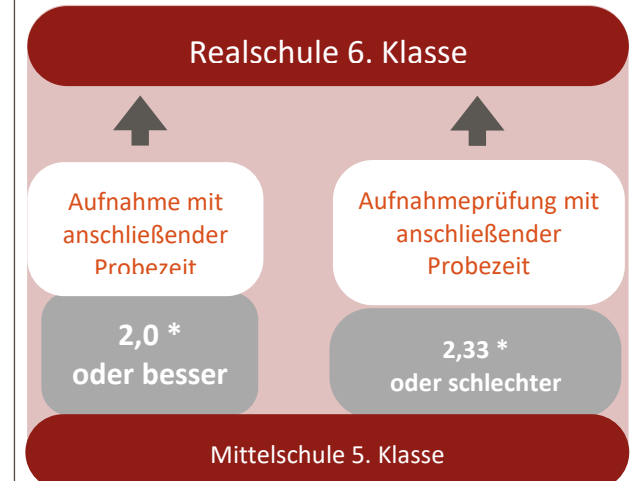 Realschule 6. Klasse
Aufnahme mit
anschließender
Probezeit
Aufnahmeprüfung mit
anschließender
Probezeit
2,0 *
oder besser
2,33 *
oder schlechter
Mittelschule 5. Klasse